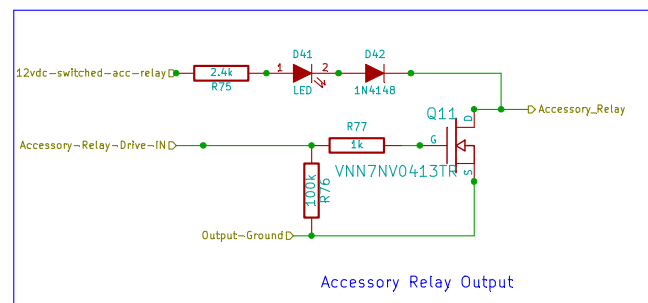 D41
D42
12vdc-switched-acc-relay
2.4k
1
2
R75
LED
1N4148
Accessory_Relay
Q11
D
R77
Accessory-Relay-Drive-IN
1k
G
VNN7NV0413TR
S
100k
R76
Output-Ground
Accessory Relay Output